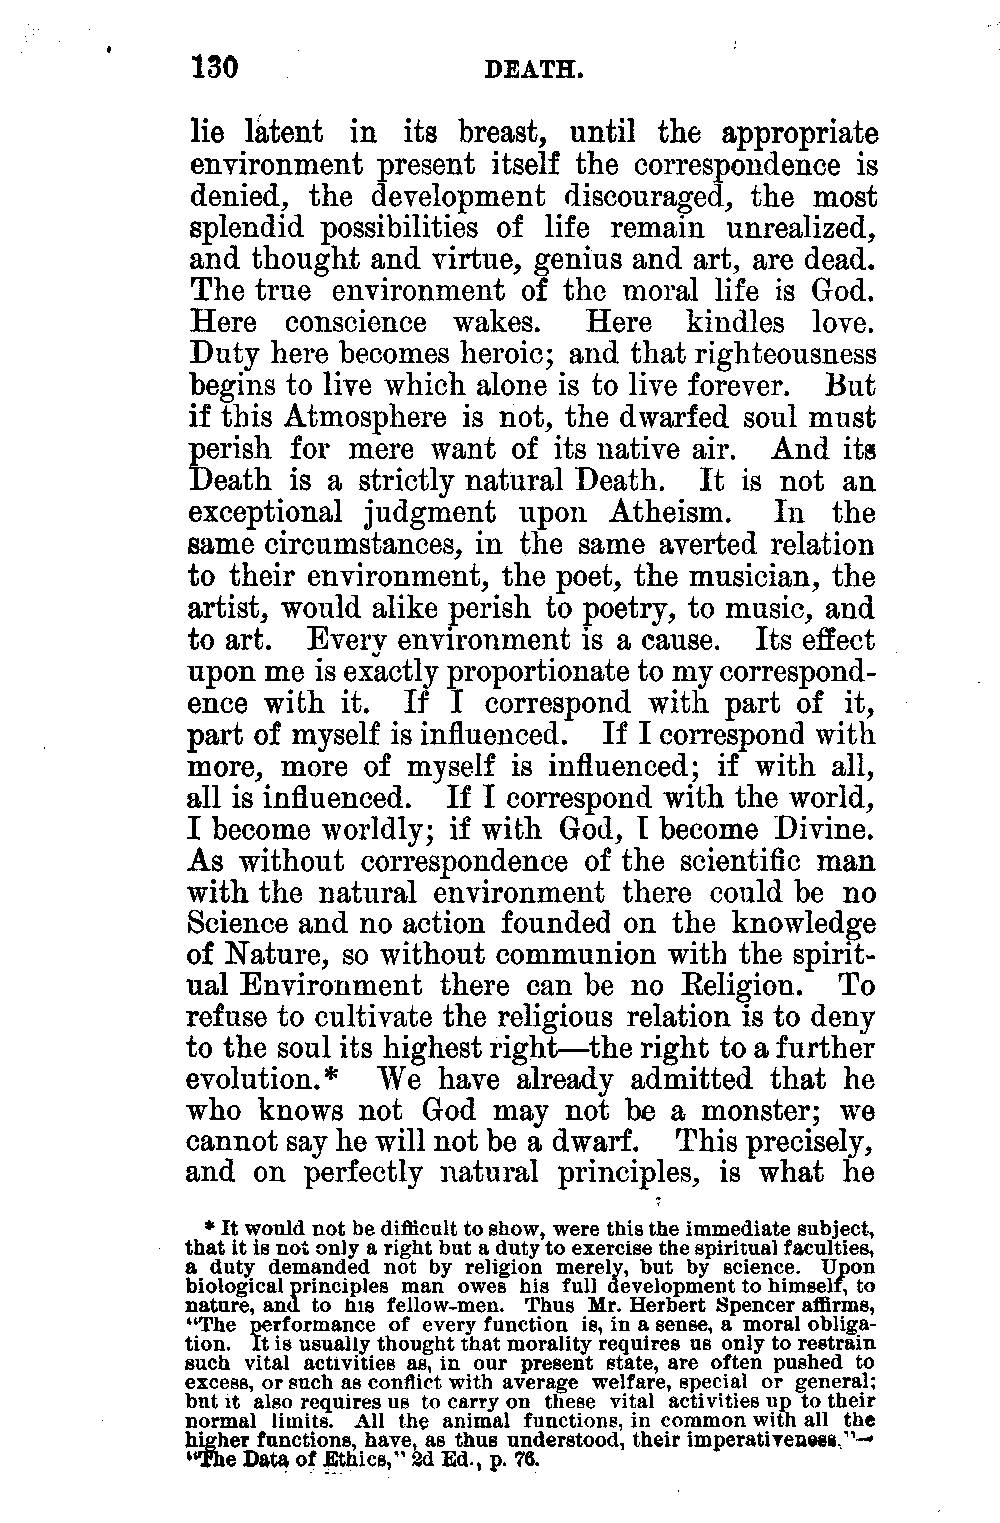 130 DEATH.
lie latent in its breast, until the appropriate
environment present itself the correspondence is
denied, the development discouraged, the most
splendid possibilities of life remain unrealized,
and thought and virtue, genius and art, are dead.
The true environment of the moral life is God.
Here conscience wakes. Here kindles love.
Duty here becomes heroic; and that righteousness
begins to live which alone is to live forever. But
if this Atmosphere is not, the dwarfed soul must
perish for mere want of its native air. And its
Death is a strictly natural Death. It is not an
exceptional judgment upon Atheism. In the
same circumstances, in the same averted relation
to their environment, the poet, the musician, the
artist, would alike perish to poetry, to music, and
to art. Every environment is a cause. Its effect
upon me is exactly proportionate to my correspond-
ence with it. If I correspond with part of it,
part of myself is influenced. If I correspond with
more, more of myself is influenced; if with all,
all is influenced. If I correspond with the world,
I become worldly; if with God, I become Divine.
As without correspondence of the scientific man
with the natural environment there could be no
Science and no action founded on the knowledge
of Nature, so without communion with the spirit-
ual Environment there can be no Religion. To
refuse to cultivate the religious relation is to deny
to the soul its highest right—the right to a further
evolution.* We have already admitted that he
who knows not God may not be a monster; we
cannot say he will not be a dwarf. This precisely,
and on perfectly natural principles, is what he
* It would not be difficult to show, were this the immediate subject,
that it is not only a right but a duty to exercise the spiritual faculties,
a duty demanded not by religion merely, but by science. Upon
biological principles man owes his full development to himself, to
nature, and to his fellow-men. Thus Mr. Herbert Spencer affirms,
"The performance of every function is, in a sense, a moral obliga-
tion. It is usually thought that morality requires us only to restrain
such vital activities as, in our present state, are often pushed to
excess, or such as conflict with average welfare, special or general;
but it also requires us to carry on these vital activities up to their
normal limits. All the animal functions, in common with all the
higher functions, have, as thus understood, their imperativeness."—
"The Data of Ethics," 2d Ed., p. 76.